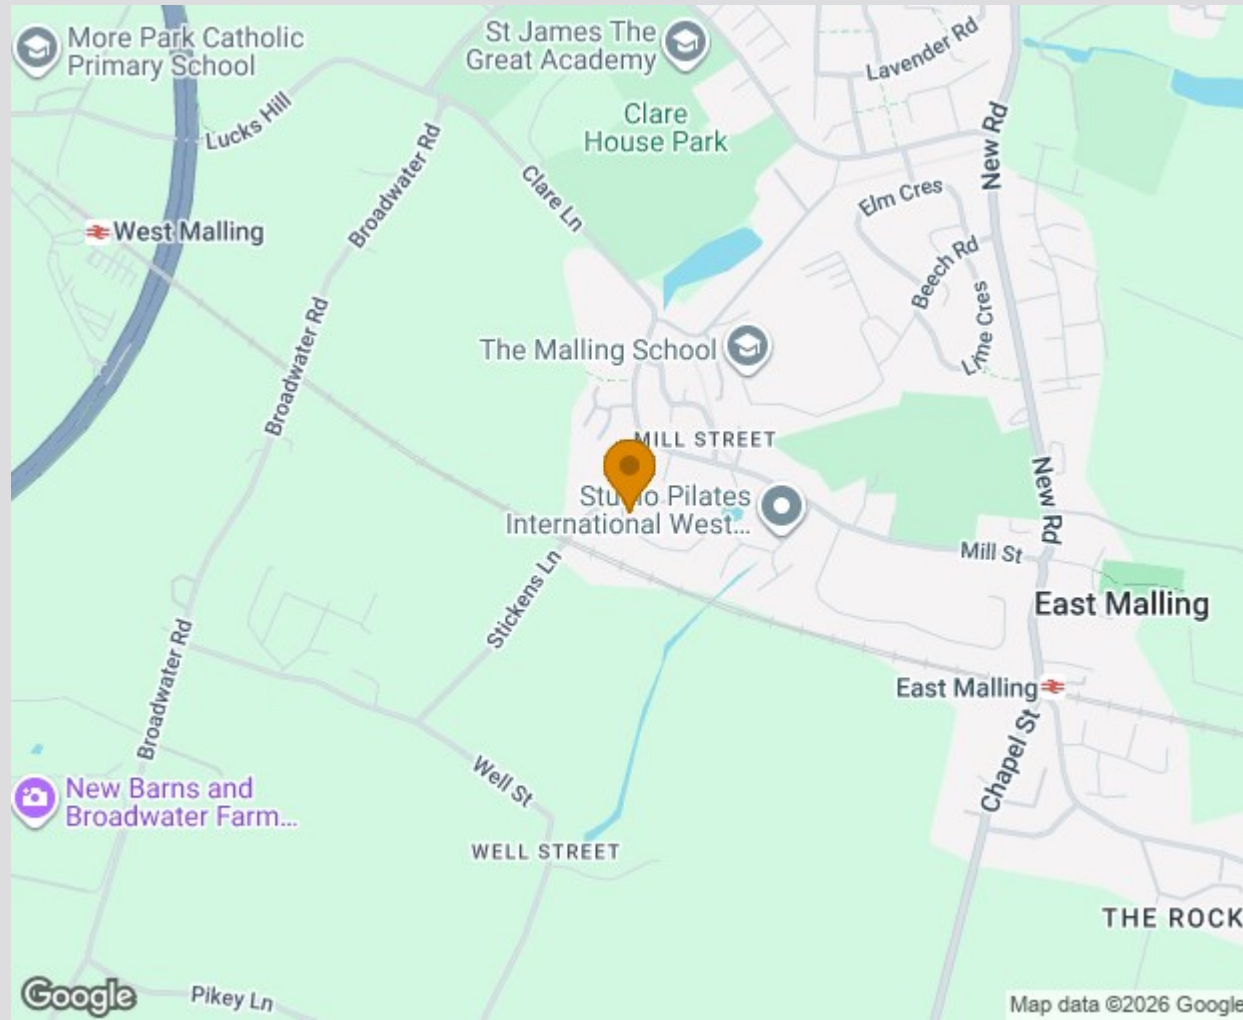 More Park Catholic
Primary School
St James The
Great Academy
Lavender Rd
Lucks Hill
Clare
House Park
New Rd
Broadwater Rd
Clare Ln
Elm Cres
West Malling
Beech Rd
Lime Cres
Broadwater Rd
The Malling School
MILL STREET
Studio Pilates
International West...
New Rd
Mill St
Stickens Ln
East Malling
Broadwater Rd
East Malling
Chapel St
Well St
New Barns and
Broadwater Farm...
WELL STREET
THE ROCK
Pikey Ln
Google
Map data ©2026 Google